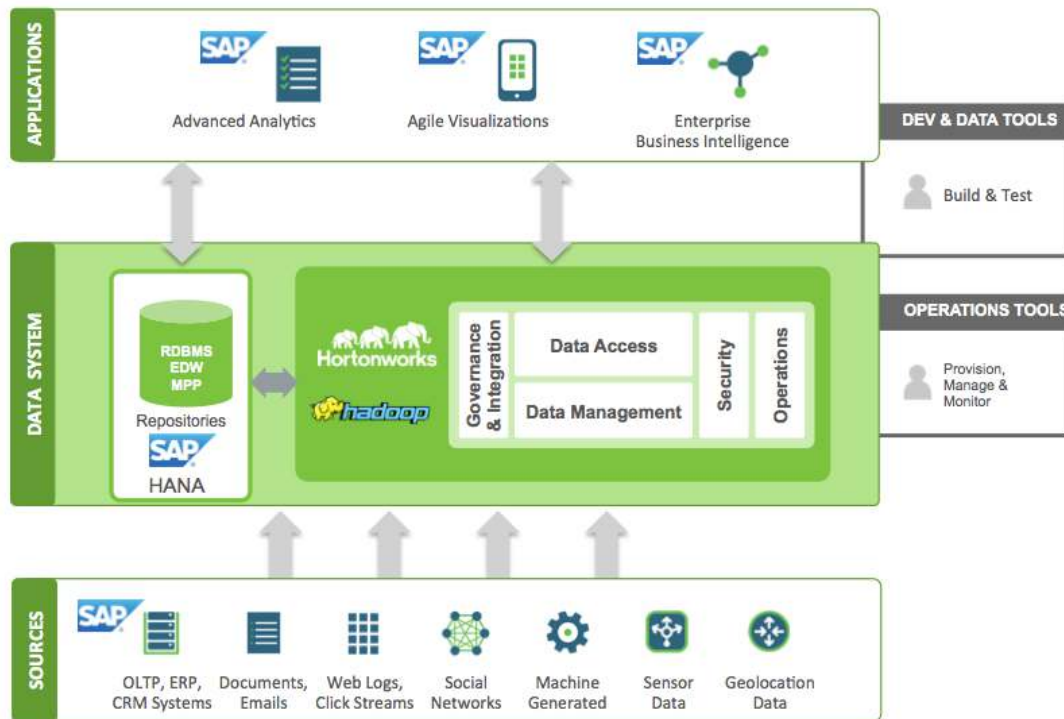 APPLICATIONS
SAP
SAP
SAP
Advanced Analytics
Agile Visualizations
Enterprise
Business Intelligence
DEV & DATA TOOLS
Build & Test
DATA SYSTEM
RDBMS
EDW
MPP
Repositories
SAP
HANA
Hortonworks
hadoop
Governance
& Integration
Data Access
Data Management
Security
Operations
OPERATIONS TOOLS
Provision,
Manage &
Monitor
SOURCES
SAP
OLTP, ERP,
CRM Systems
Documents,
Emails
Web Logs,
Click Streams
Social
Networks
Machine
Generated
Sensor
Data
Geolocation
Data